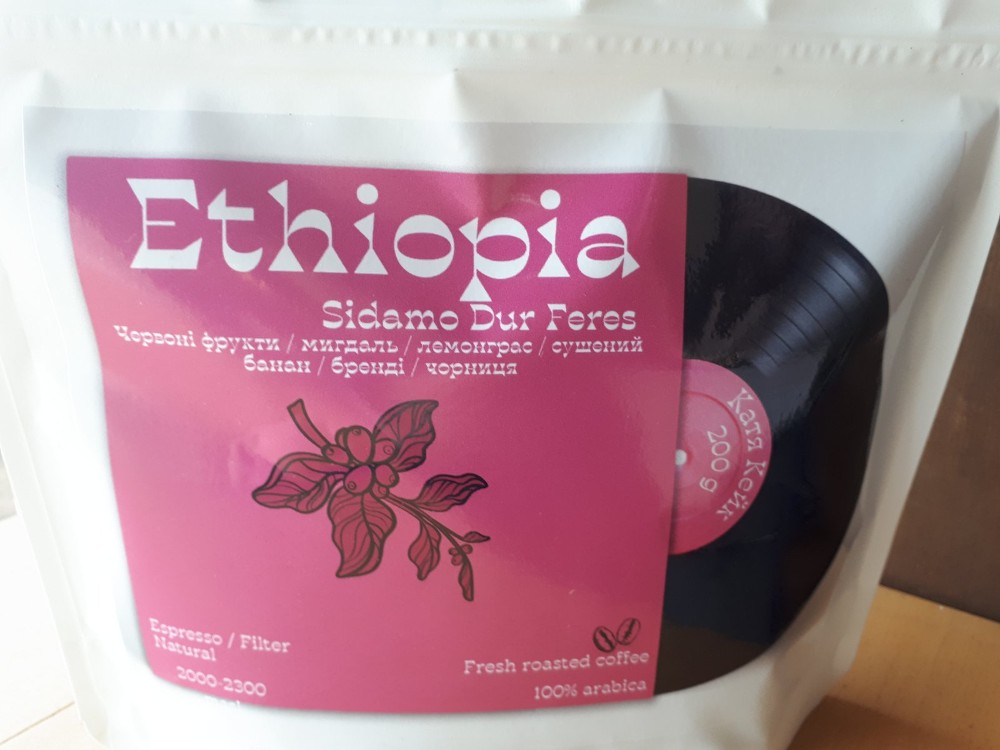 Ethiopia
Sidamo Dur Feres
Червоні фрукти / мигдаль / лемонграс / сушений
банан / бренді / чорниця
Катя Кейк
200 g
Espresso / Filter
Natural
2000-2300
Fresh roasted coffee
100% arabica